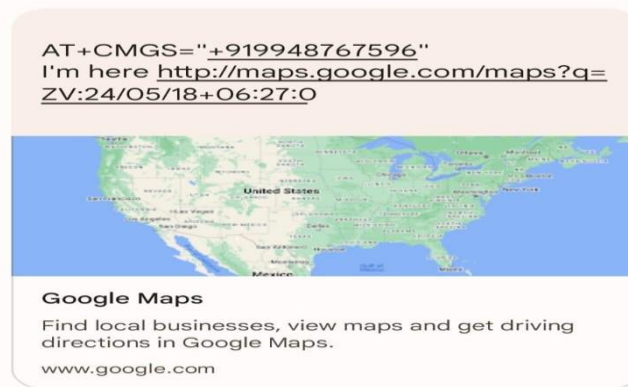 AT+CMGS="+919948767596"
I'm here http://maps.google.com/maps?q=
ZV:24/05/18+06:27:0
United States
Mexico
Google Maps
Find local businesses, view maps and get driving
directions in Google Maps.
www.google.com